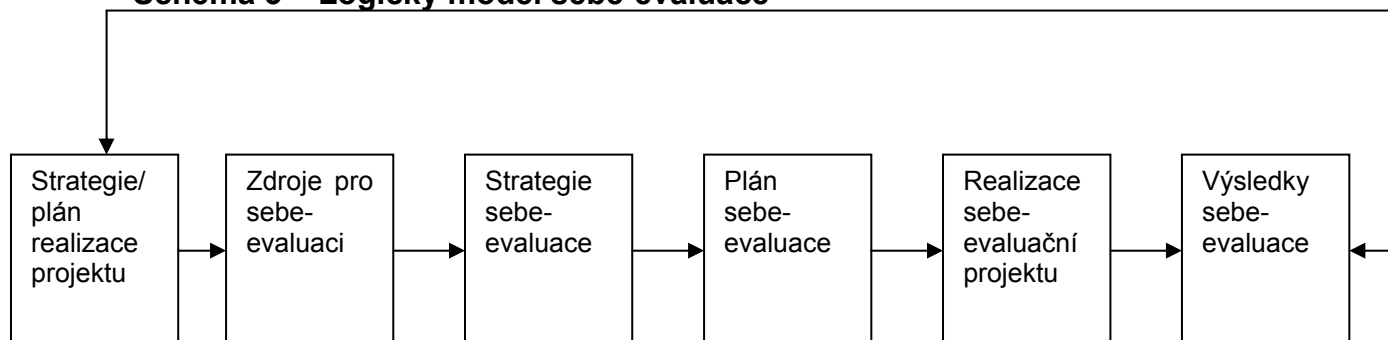 Schéma – Logický model sebe-evaluace
Strategie/
plán
realizace
projektu
Zdroje pro
sebe-
evaluaci
Strategie
sebe-
evaluace
Plán
sebe-
evaluace
Realizace
sebe-
evaluační
projektu
Výsledky
sebe-
evaluace